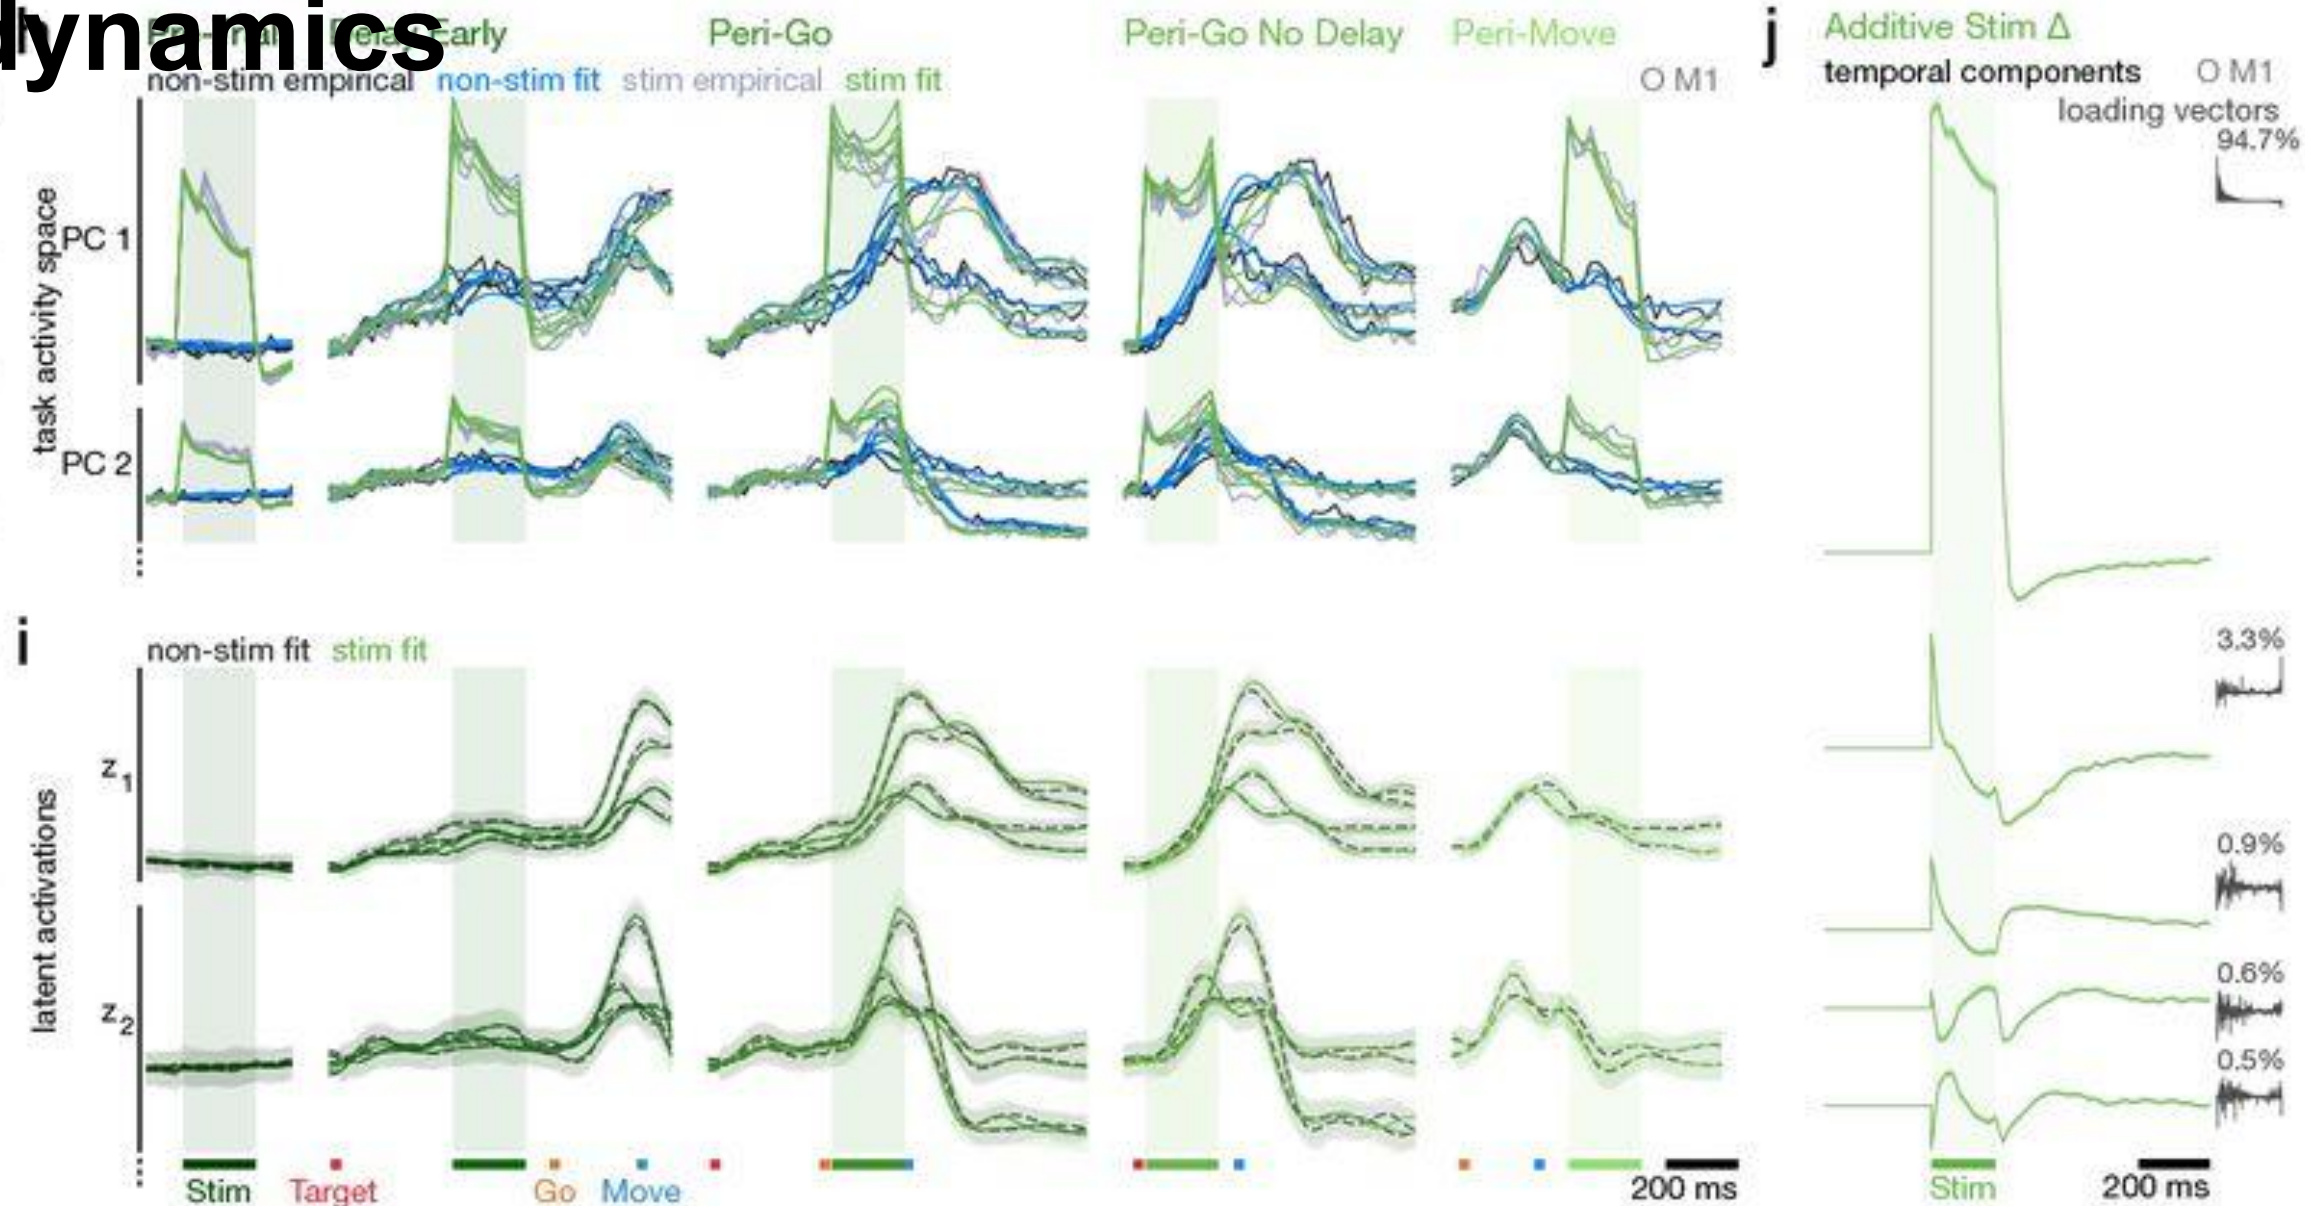 dynamics
h Early Peri-Go Peri-Go No Delay Peri-Move
non-stim empirical non-stim fit stim empirical stim fit O M1
task activity space
PC 1
PC 2
i
non-stim fit stim fit
latent activations
z1
z2
Stim Target Go Move 200 ms
j Additive Stim Δ
temporal components O M1
loading vectors
94.7%
3.3%
0.9%
0.6%
0.5%
Stim 200 ms